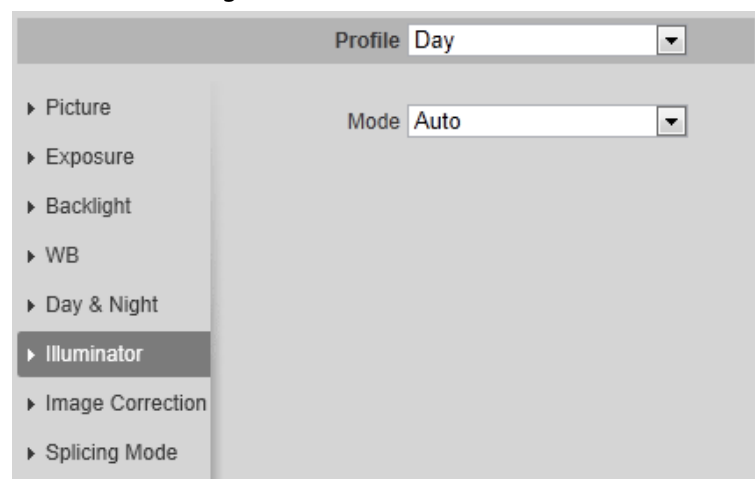 Profile Day
Mode Auto
Picture
Exposure
Backlight
WB
Day & Night
Illuminator
Image Correction
Splicing Mode